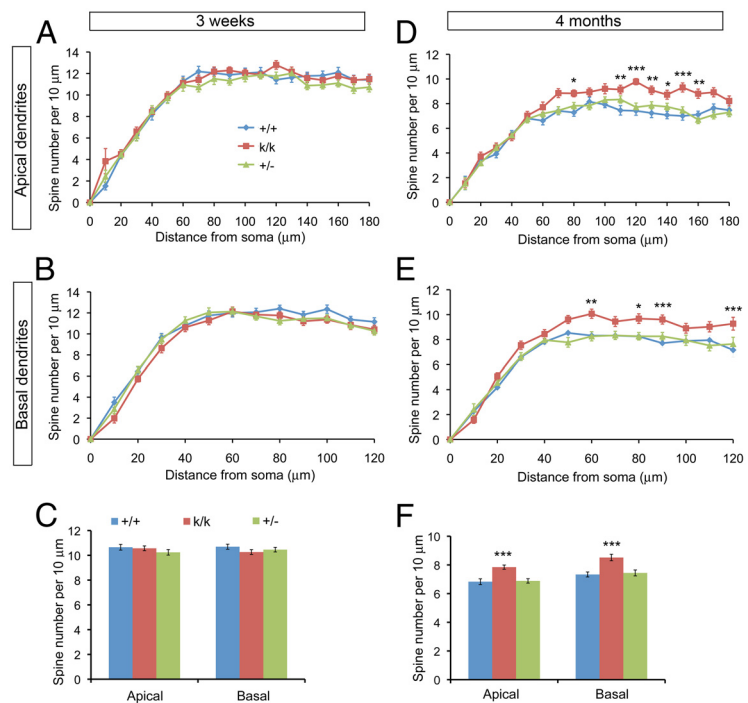 3 weeks
4 months
Apical dendrites
Basal dendrites
A
Spine number per 10 μm
14
12
10
8
6
4
2
0
+/+
k/k
+/-
0 20 40 60 80 100 120 140 160 180
Distance from soma (μm)
D
Spine number per 10 μm
12
10
8
6
4
2
0
* ** *** ** * *** **
0 20 40 60 80 100 120 140 160 180
Distance from soma (μm)
B
Spine number per 10 μm
14
12
10
8
6
4
2
0
0 20 40 60 80 100 120
Distance from soma (μm)
E
Spine number per 10 μm
12
10
8
6
4
2
0
** * *** ***
0 20 40 60 80 100 120
Distance from soma (μm)
C
+/+ k/k +/-
Spine number per 10 μm
12
10
8
6
4
2
0
Apical Basal
F
Spine number per 10 μm
10
8
6
4
2
0
*** ***
Apical Basal